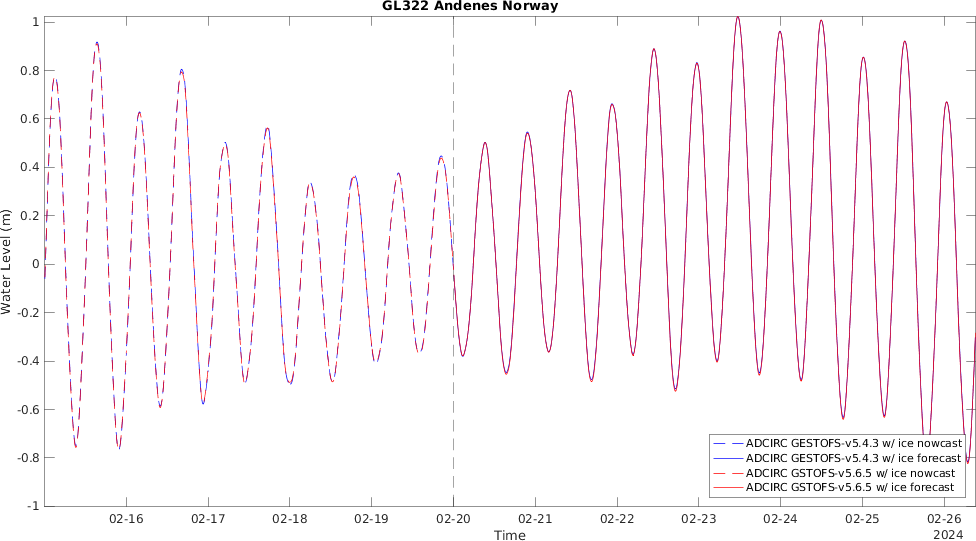 GL322 Andenes Norway
1
0.8
0.6
0.4
0.2
0
-0.2
-0.4
-0.6
-0.8
-1
Water Level (m)
ADCIRC GESTOFS-v5.4.3 w/ ice nowcast
ADCIRC GESTOFS-v5.4.3 w/ ice forecast
ADCIRC GSTOFS-v5.6.5 w/ ice nowcast
ADCIRC GSTOFS-v5.6.5 w/ ice forecast
02-16 02-17 02-18 02-19 02-20 02-21 02-22 02-23 02-24 02-25 02-26
Time
2024